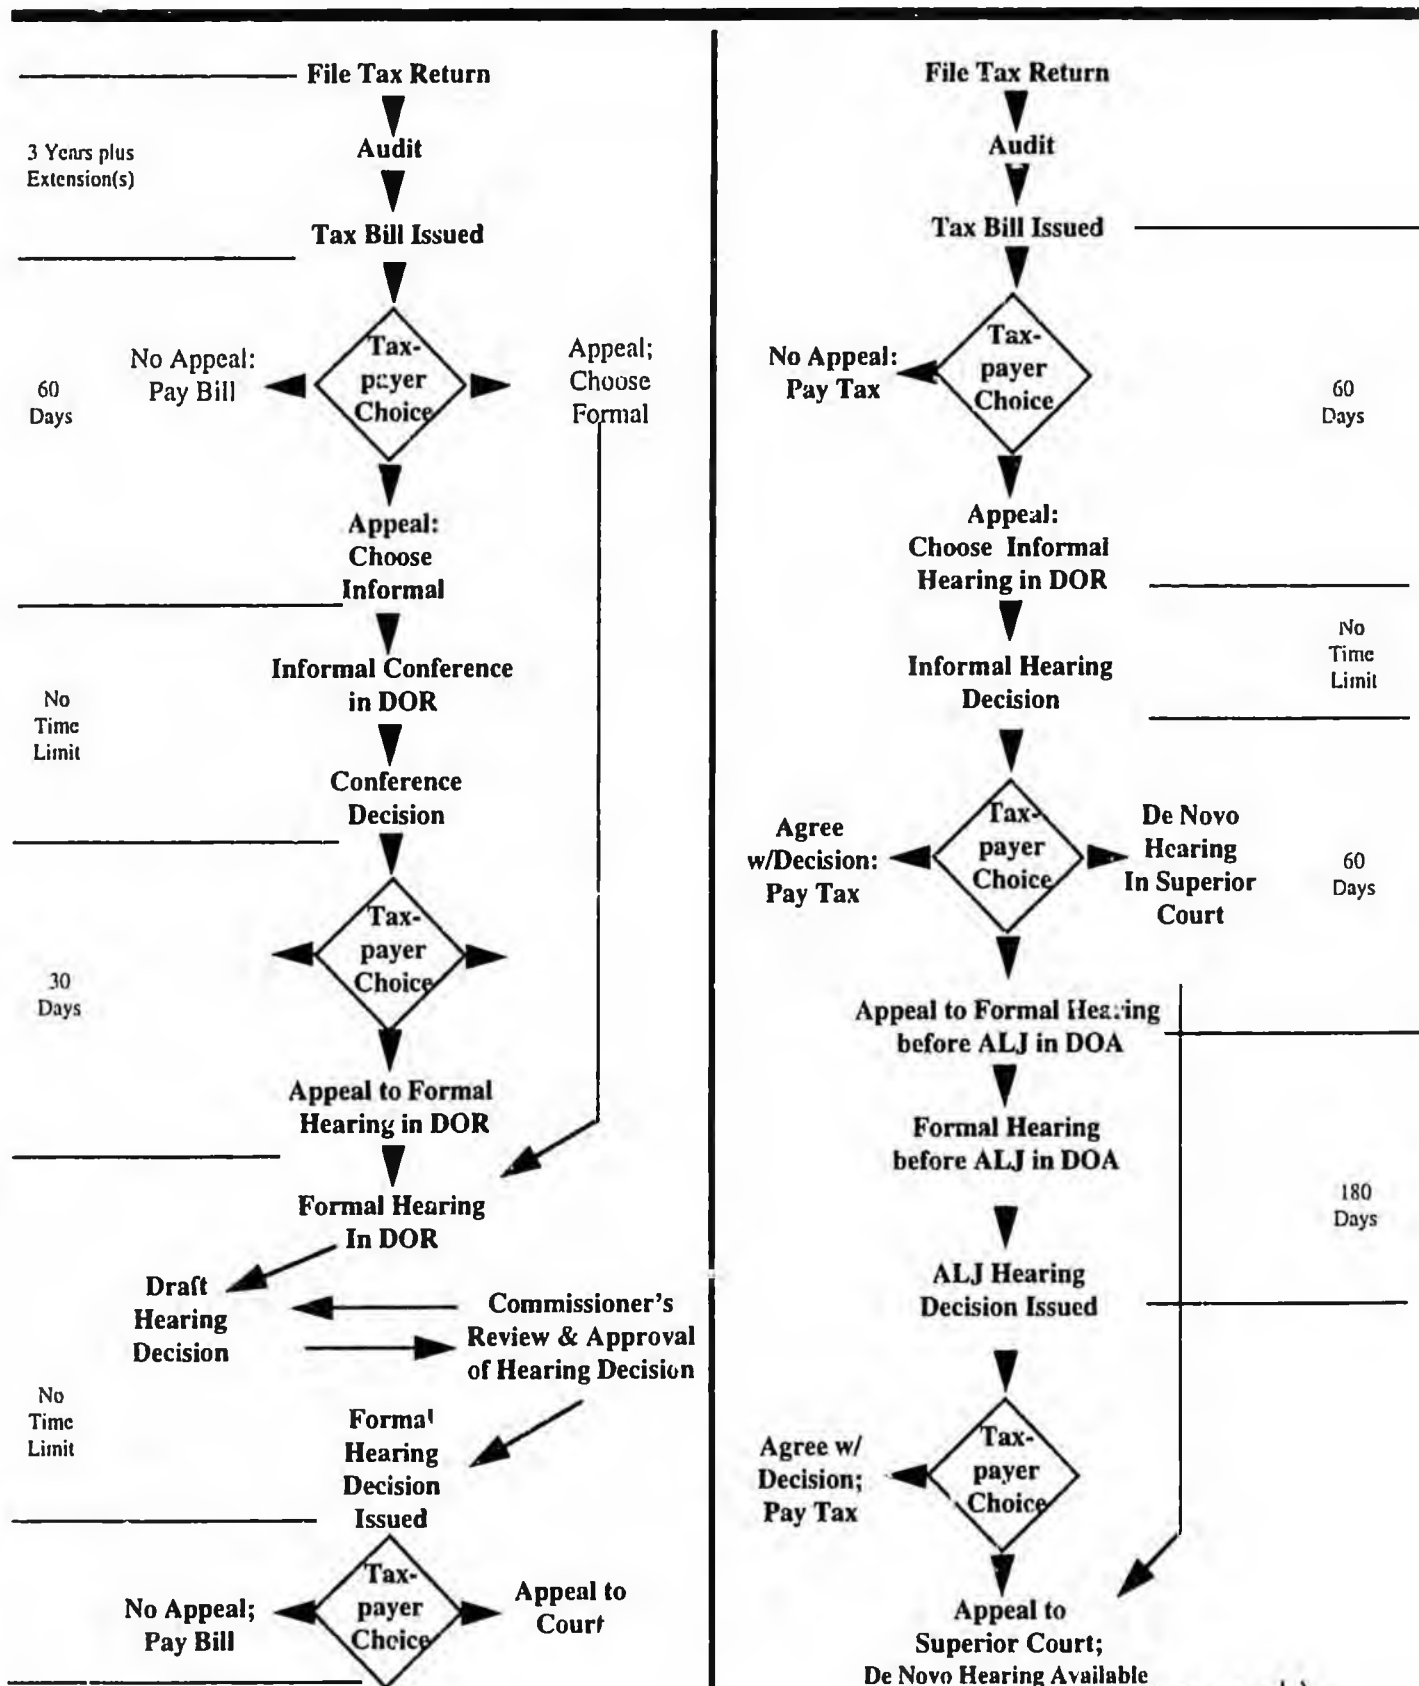 File Tax Return
3 Years plus
Extension(s)
Audit
Tax Bill Issued
60
Days
No Appeal:
Pay Bill
Tax-
payer
Choice
Appeal;
Choose
Formal
Appeal:
Choose
Informal
No
Time
Limit
Informal Conference
in DOR
Conference
Decision
30
Days
Tax-
payer
Choice
Appeal to Formal
Hearing in DOR
Formal Hearing
In DOR
Draft
Hearing
Decision
Commissioner's
Review & Approval
of Hearing Decision
No
Time
Limit
Formal
Hearing
Decision
Issued
No Appeal;
Pay Bill
Tax-
payer
Choice
Appeal to
Court
File Tax Return
Audit
Tax Bill Issued
No Appeal:
Pay Tax
Tax-
payer
Choice
60
Days
Appeal:
Choose Informal
Hearing in DOR
No
Time
Limit
Informal Hearing
Decision
Agree
w/Decision:
Pay Tax
Tax-
payer
Choice
De Novo
Hearing
In Superior
Court
60
Days
Appeal to Formal Hearing
before ALJ in DOA
Formal Hearing
before ALJ in DOA
180
Days
ALJ Hearing
Decision Issued
Agree w/
Decision;
Pay Tax
Tax-
payer
Choice
Appeal to
Superior Court;
De Novo Hearing Available